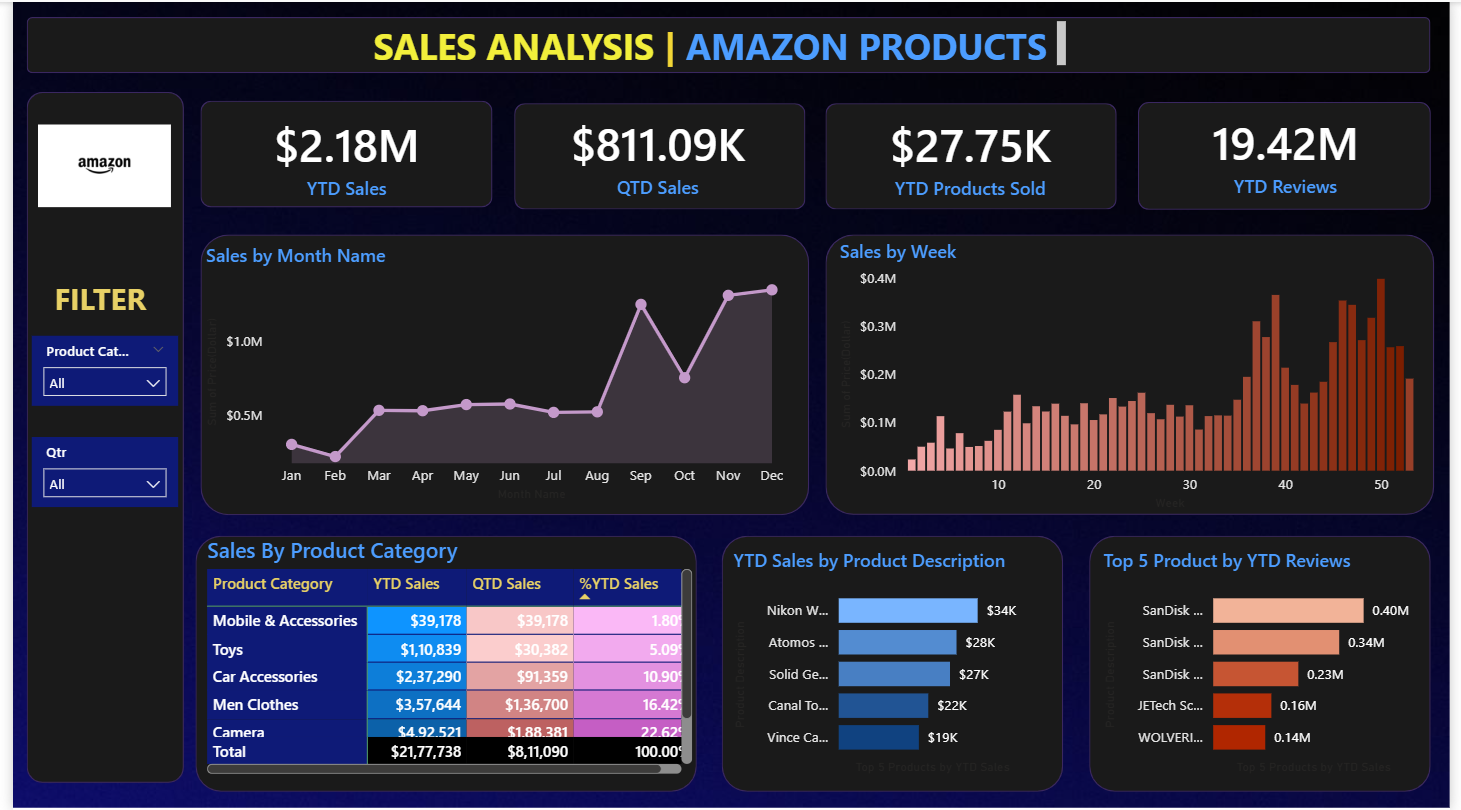 SALES ANALYSIS | AMAZON PRODUCTS
amazon
FILTER
Product Cat...
All
Qtr
All
$2.18M
YTD Sales
$811.09K
QTD Sales
$27.75K
YTD Products Sold
19.42M
YTD Reviews
Sales by Month Name
Sum of Price(Dollar)
$1.0M
$0.5M
Jan Feb Mar Apr May Jun Jul Aug Sep Oct Nov Dec
Month Name
Sales by Week
Sum of Price(Dollar)
$0.4M
$0.3M
$0.2M
$0.1M
$0.0M
10 20 30 40 50
Week
Sales By Product Category
Product Category YTD Sales QTD Sales %YTD Sales
Mobile & Accessories $39,178 $39,178 1.80%
Toys $1,10,839 $30,382 5.09%
Car Accessories $2,37,290 $91,359 10.90%
Men Clothes $3,57,644 $1,36,700 16.42%
Camera $4,92,521 $1,88,381 22.62%
Total $21,77,738 $8,11,090 100.00%
YTD Sales by Product Description
Product Description
Nikon W... $34K
Atomos ... $28K
Solid Ge... $27K
Canal To... $22K
Vince Ca... $19K
Top 5 Products by YTD Sales
Top 5 Product by YTD Reviews
Product Description
SanDisk ... 0.40M
SanDisk ... 0.34M
SanDisk ... 0.23M
JETech Sc... 0.16M
WOLVERI... 0.14M
Top 5 Products by YTD Sales